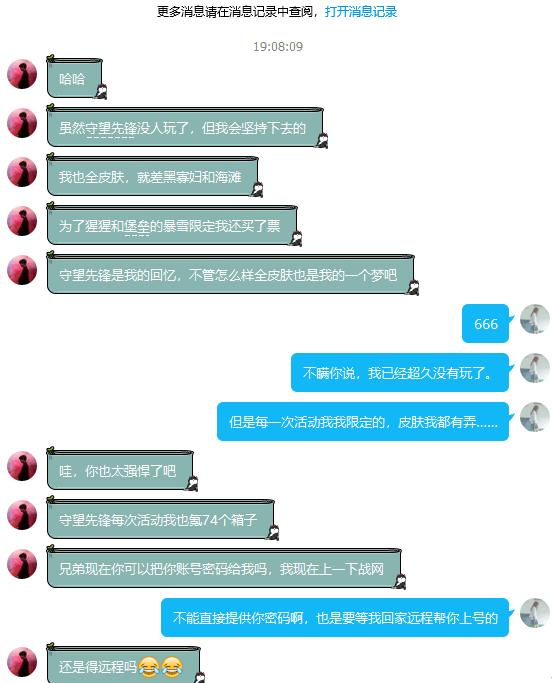 更多消息请在消息记录中查阅，打开消息记录
19:08:09
哈哈
虽然守望先锋没人玩了，但我会坚持下去的
我也全皮肤，就差黑寡妇和海滩
为了猩猩和堡垒的暴雪限定我还买了票
守望先锋是我的回忆，不管怎么样全皮肤也是我的一个梦吧
666
不瞒你说，我已经超久没有玩了。
但是每一次活动我我限定的，皮肤我都有弄......
哇，你也太强悍了吧
守望先锋每次活动我也氪74个箱子
兄弟现在你可以把你账号密码给我吗，我现在上一下战网
不能直接提供你密码啊，也是要等我回家远程帮你上号的
还是得远程吗😂😂